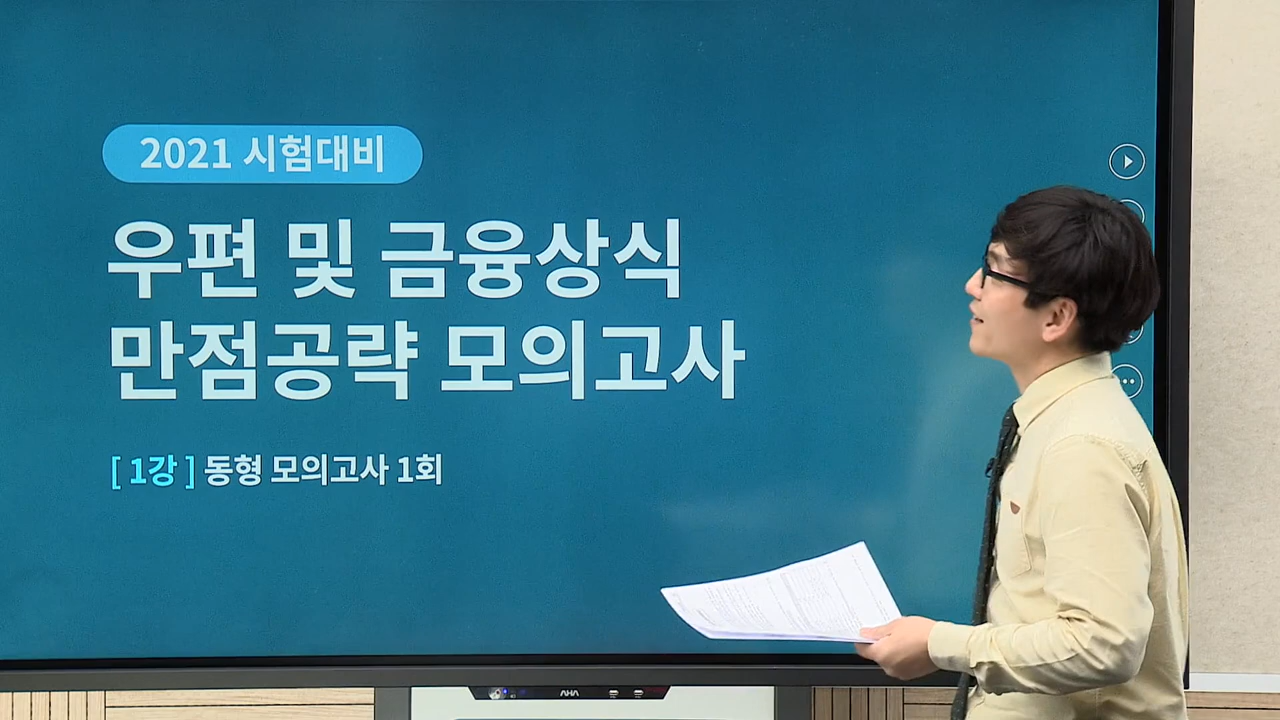 2021 시험대비
우편 및 금융상식
만점공략 모의고사
[ 1강 ] 동형 모의고사 1회
AHA